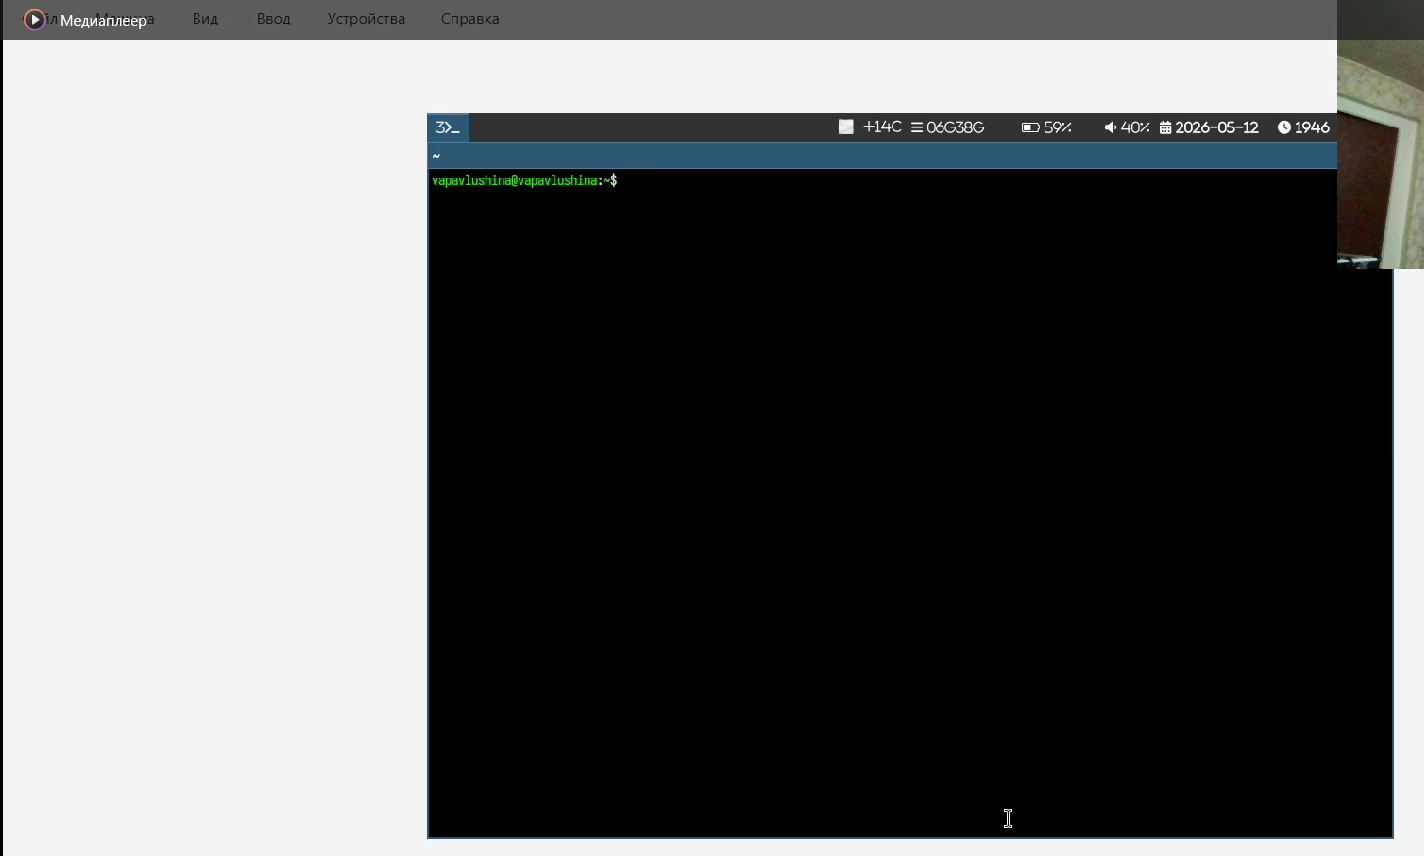 Медиаплеер Вид Ввод Устройства Справка
3 +14C 06G38G 59% 40% 2026-05-12 1946
~
vapavlushina@vapavlushina:~$